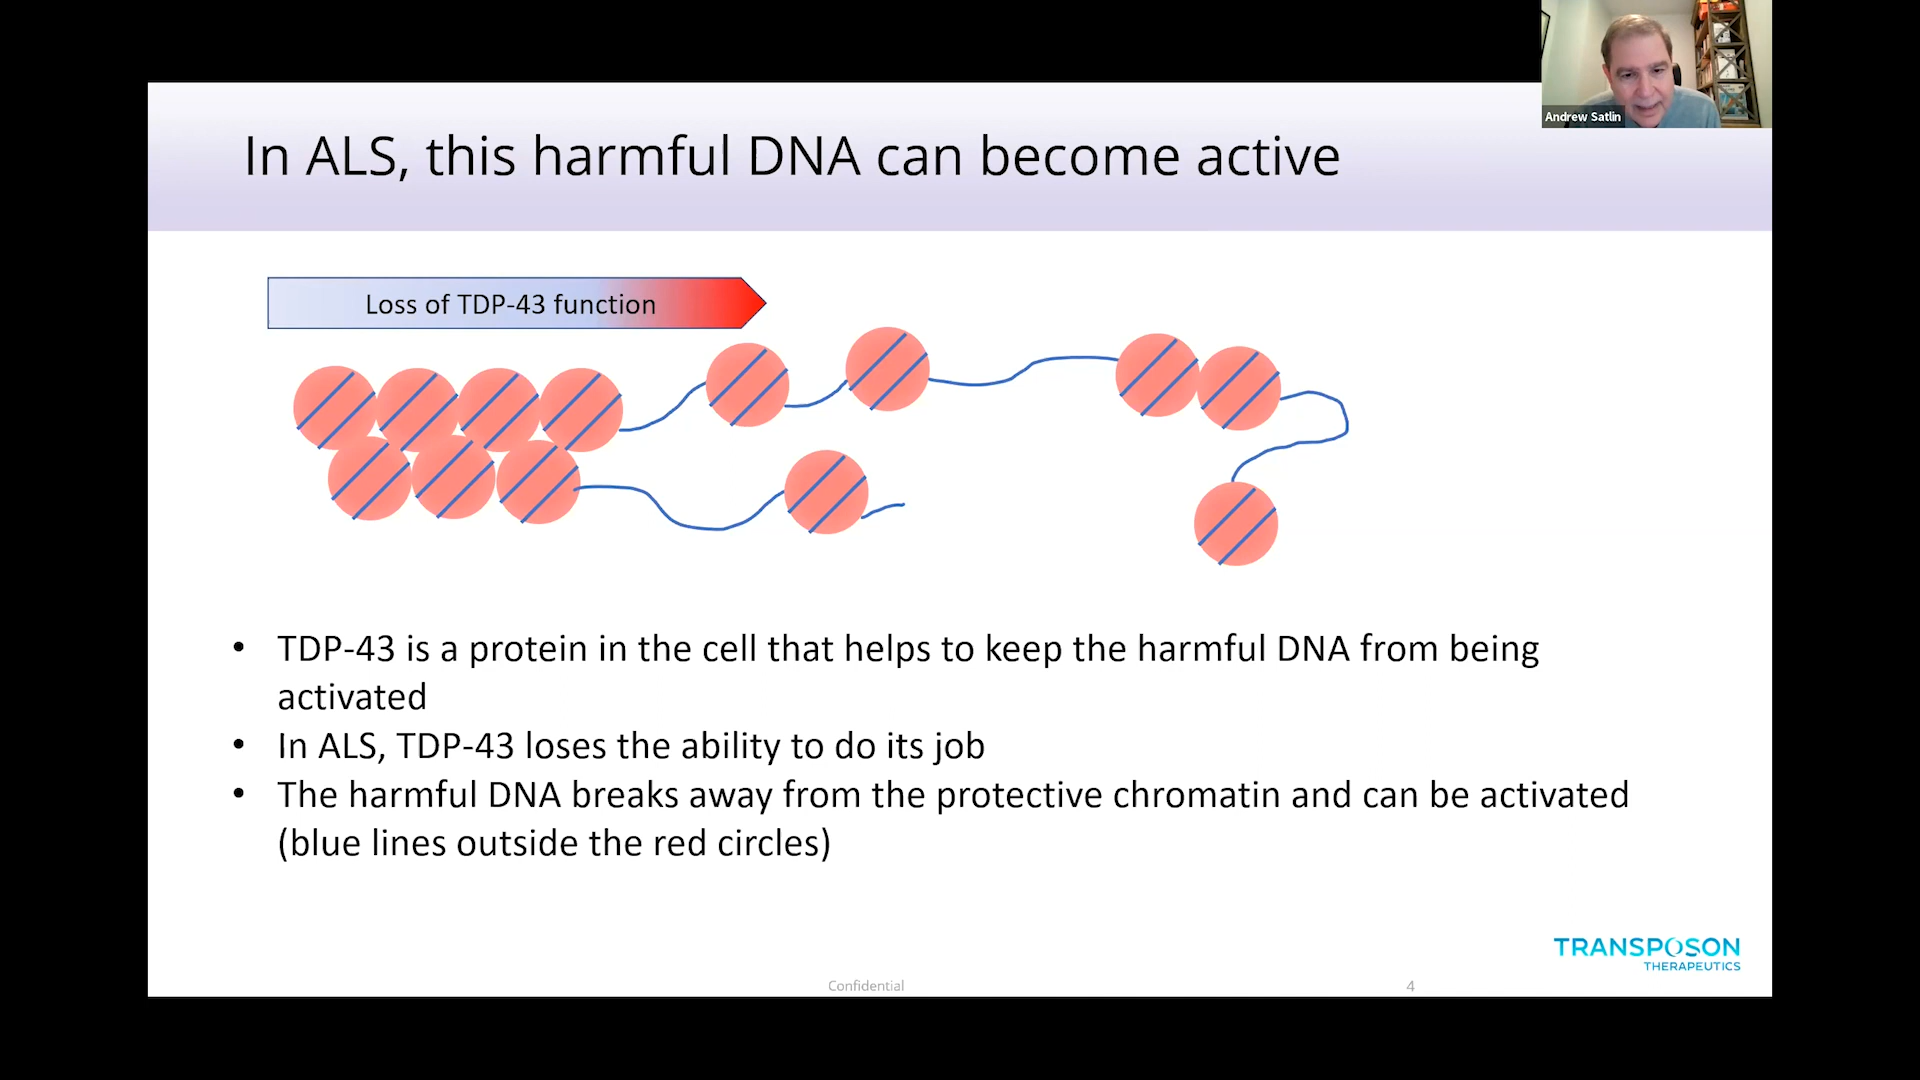 Andrew Satlin
In ALS, this harmful DNA can become active
Loss of TDP-43 function
• TDP-43 is a protein in the cell that helps to keep the harmful DNA from being
activated
• In ALS, TDP-43 loses the ability to do its job
• The harmful DNA breaks away from the protective chromatin and can be activated
(blue lines outside the red circles)
TRANSPOSON
THERAPEUTICS
Confidential
4